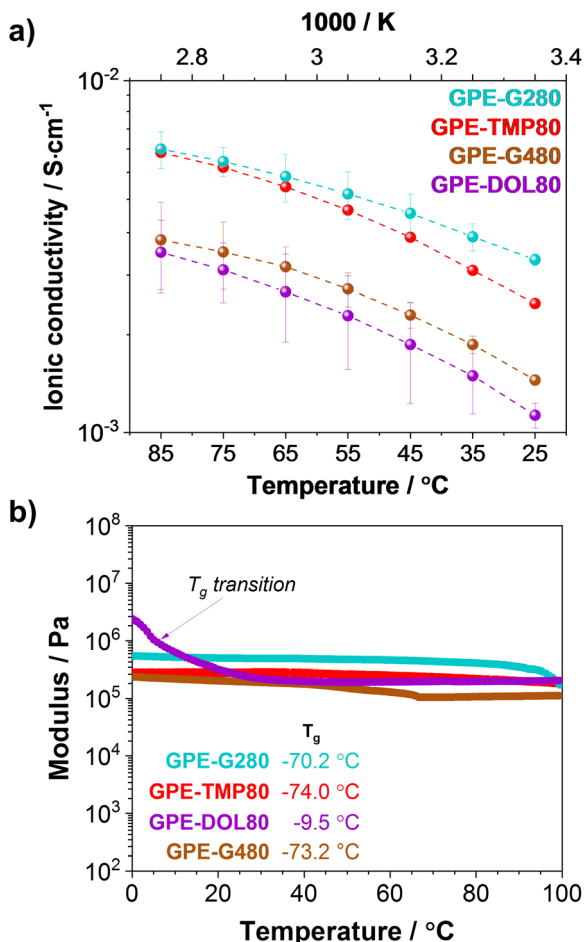 a)
1000 / K
2.8 3 3.2 3.4
10⁻²
GPE-G280
GPE-TMP80
GPE-G480
GPE-DOL80
Ionic conductivity / S·cm⁻¹
10⁻³
85 75 65 55 45 35 25
Temperature / °C
b)
10⁸
10⁷
Tg transition
10⁶
Modulus / Pa
10⁵
10⁴
Tg
GPE-G280 -70.2 °C
GPE-TMP80 -74.0 °C
10³
GPE-DOL80 -9.5 °C
GPE-G480 -73.2 °C
10²
0 20 40 60 80 100
Temperature / °C